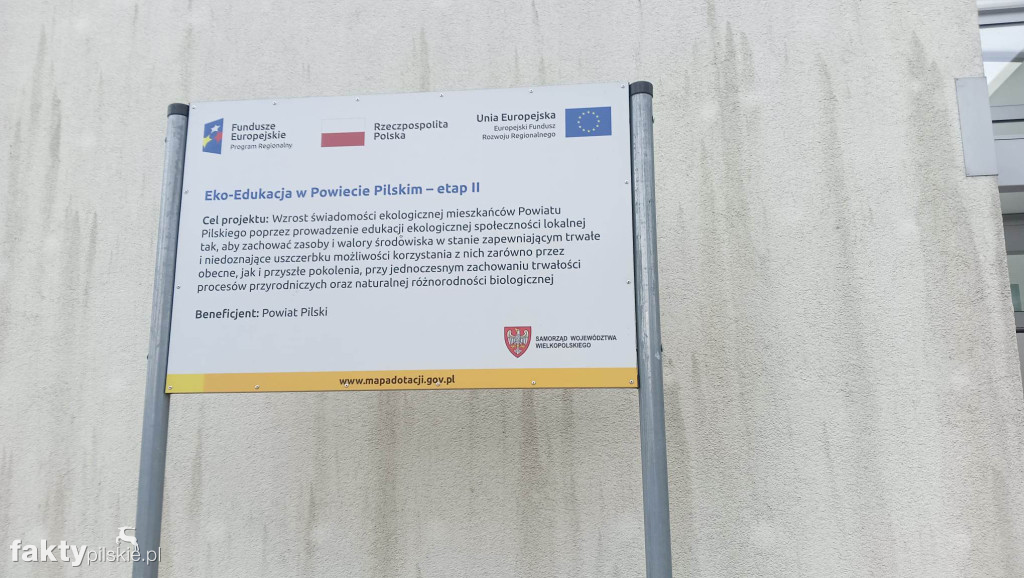 Fundusze
Europejskie
Program Regionalny
Rzeczpospolita
Polska
Unia Europejska
Europejski Fundusz
Rozwoju Regionalnego
Eko-Edukacja w Powiecie Pilskim – etap II
Cel projektu: Wzrost świadomości ekologicznej mieszkańców Powiatu
Pilskiego poprzez prowadzenie edukacji ekologicznej społeczności lokalnej
tak, aby zachować zasoby i walory środowiska w stanie zapewniającym trwałe
i niedoznające uszczerbku możliwości korzystania z nich zarówno przez
obecne, jak i przyszłe pokolenia, przy jednoczesnym zachowaniu trwałości
procesów przyrodniczych oraz naturalnej różnorodności biologicznej
Beneficjent: Powiat Pilski
SAMORZĄD WOJEWÓDZTWA
WIELKOPOLSKIEGO
www.mapadotacji.gov.pl
faktypilskie.pl